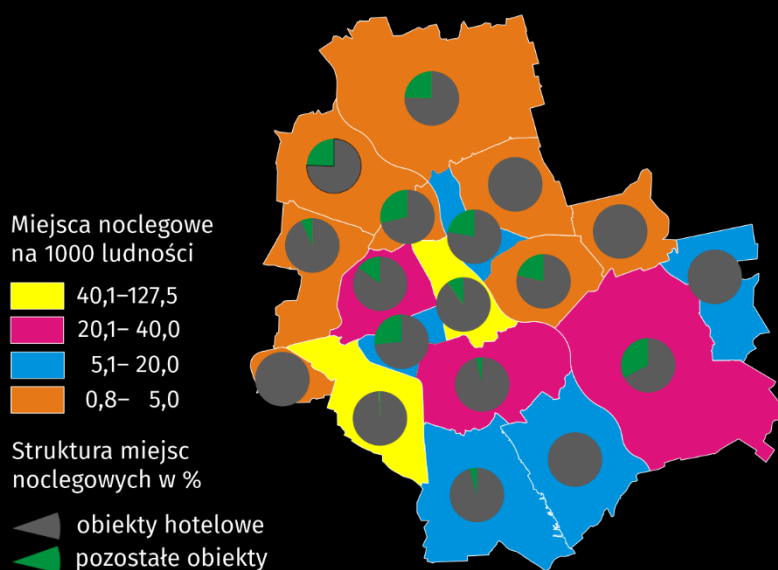 Miejsca noclegowe
na 1000 ludności
40,1–127,5
20,1– 40,0
5,1– 20,0
0,8– 5,0
Struktura miejsc
noclegowych w %
obiekty hotelowe
pozostałe obiekty